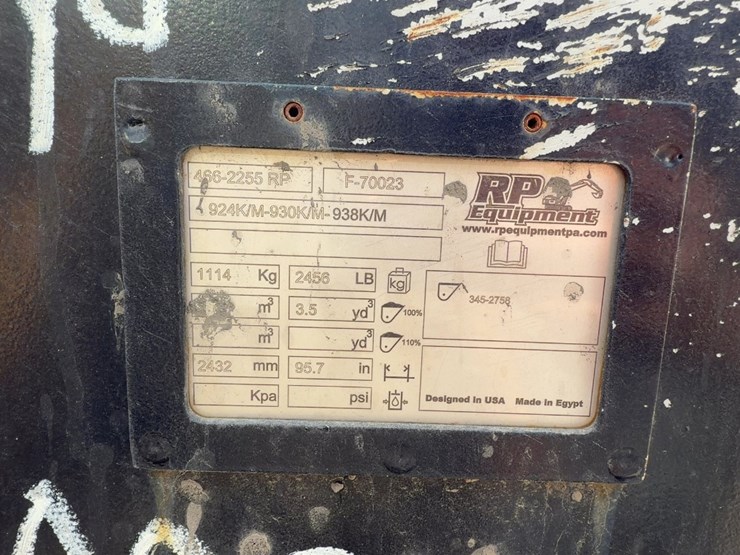 466-2255 RP F-70023
924K/M-930K/M-938K/M
RP
Equipment
www.rpequipmentpa.com
1114 Kg 2456 LB kg
m³ 3.5 yd³ 100%
345-2758
m³ yd³ 110%
2432 mm 95.7 in
Kpa psi
Designed in USA Made in Egypt